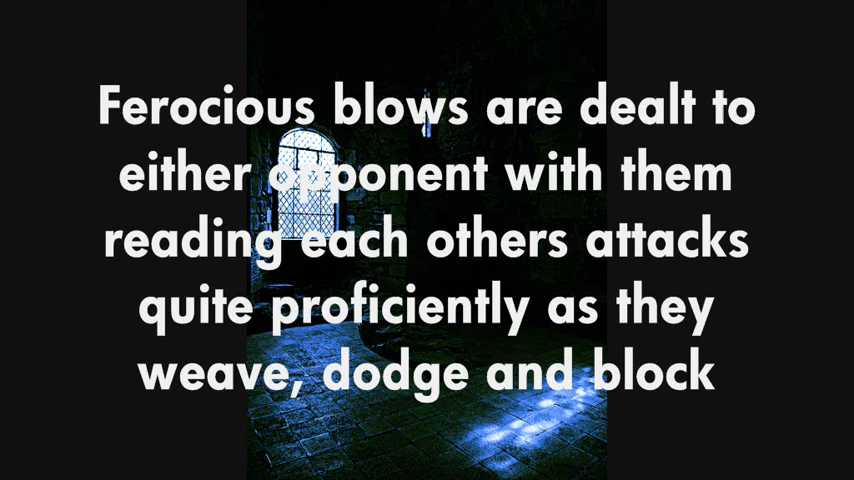 Ferocious blows are dealt to
either opponent with them
reading each others attacks
quite proficiently as they
weave, dodge and block